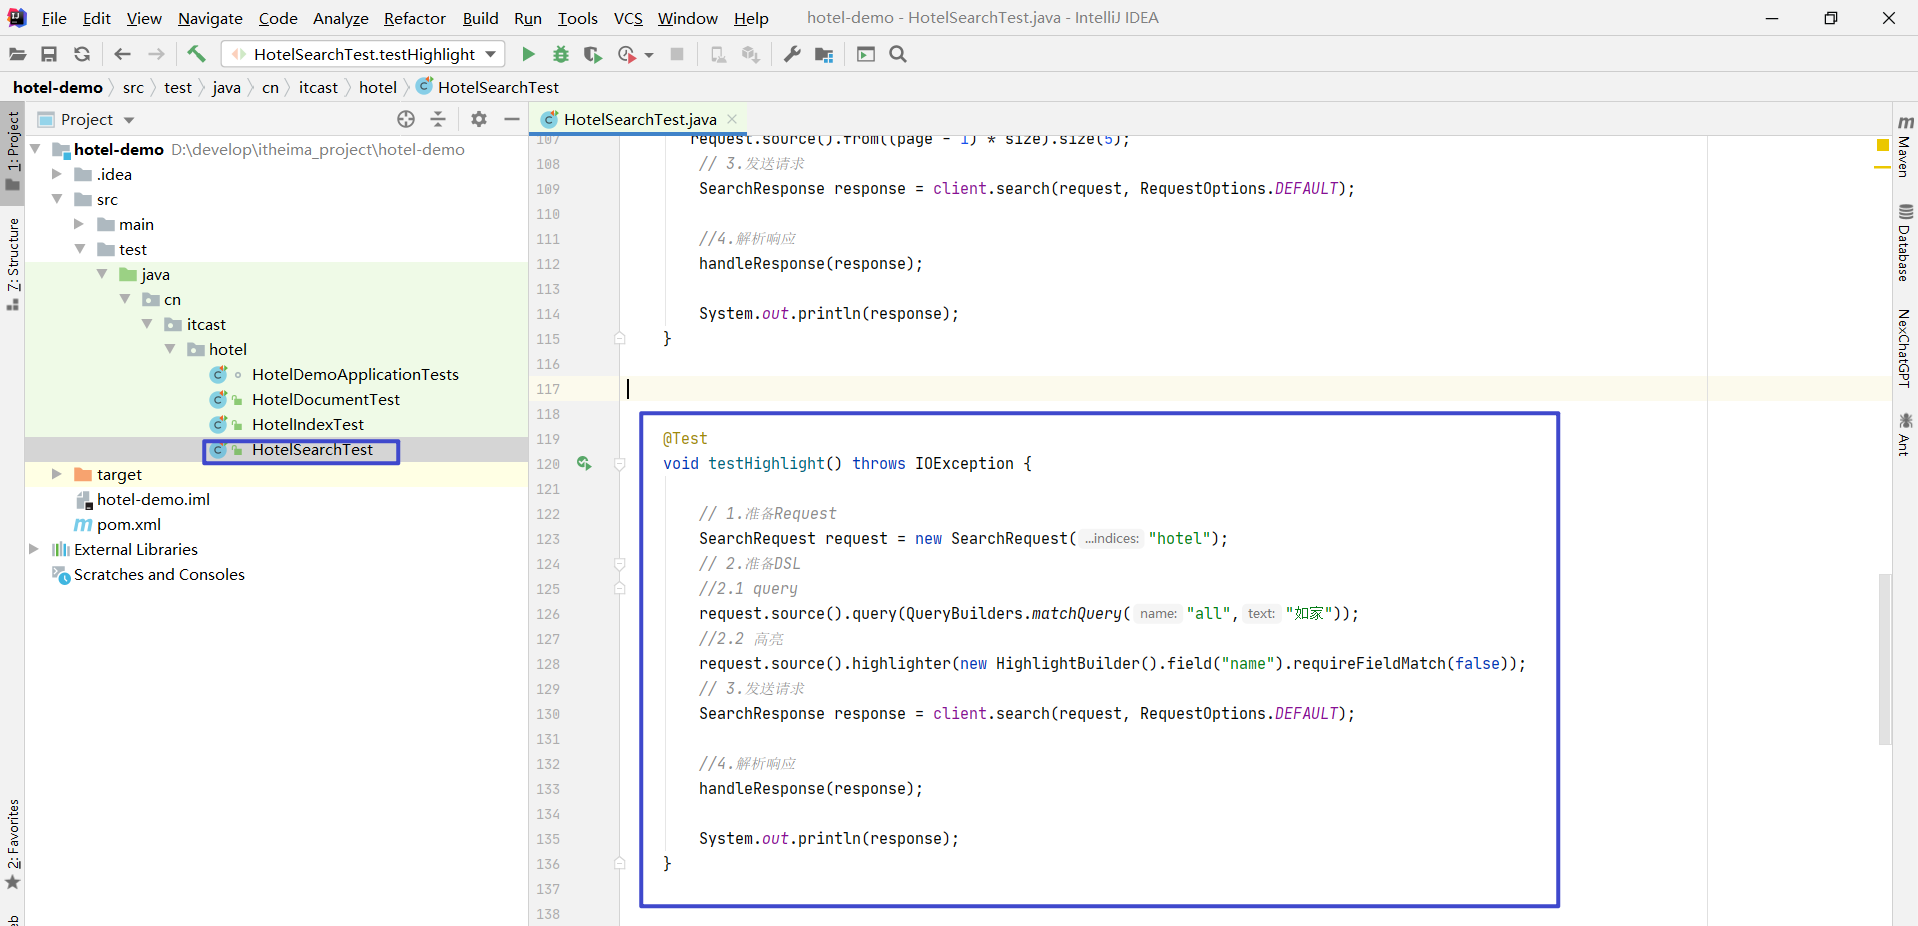 File Edit View Navigate Code Analyze Refactor Build Run Tools VCS Window Help hotel-demo - HotelSearchTest.java - IntelliJ IDEA
HotelSearchTest.testHighlight
hotel-demo src test java cn itcast hotel HotelSearchTest
1: Project
7: Structure
2: Favorites
Project
hotel-demo D:\develop\itheima_project\hotel-demo
.idea
src
main
test
java
cn
itcast
hotel
HotelDemoApplicationTests
HotelDocumentTest
HotelIndexTest
HotelSearchTest
target
hotel-demo.iml
pom.xml
External Libraries
Scratches and Consoles
HotelSearchTest.java
107 request.source().from((page - 1) * size).size(5);
108 // 3.发送请求
109 SearchResponse response = client.search(request, RequestOptions.DEFAULT);
110
111 //4.解析响应
112 handleResponse(response);
113
114 System.out.println(response);
115 }
116
117
118
119 @Test
120 void testHighlight() throws IOException {
121
122 // 1.准备Request
123 SearchRequest request = new SearchRequest( ...indices: "hotel");
124 // 2.准备DSL
125 //2.1 query
126 request.source().query(QueryBuilders.matchQuery( name: "all", text: "如家"));
127 //2.2 高亮
128 request.source().highlighter(new HighlightBuilder().field("name").requireFieldMatch(false));
129 // 3.发送请求
130 SearchResponse response = client.search(request, RequestOptions.DEFAULT);
131
132 //4.解析响应
133 handleResponse(response);
134
135 System.out.println(response);
136 }
137
138
Maven
Database
NexChatGPT
Ant